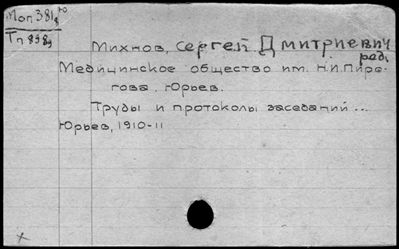 Моп 381
Тп 898
Михнов, Сергей Дмитриевич
ред.
Медицинское общество им. Н.И.Пиро-
гова. Юрьев.
Труды и протоколы заседаний...
Юрьев, 1910-11